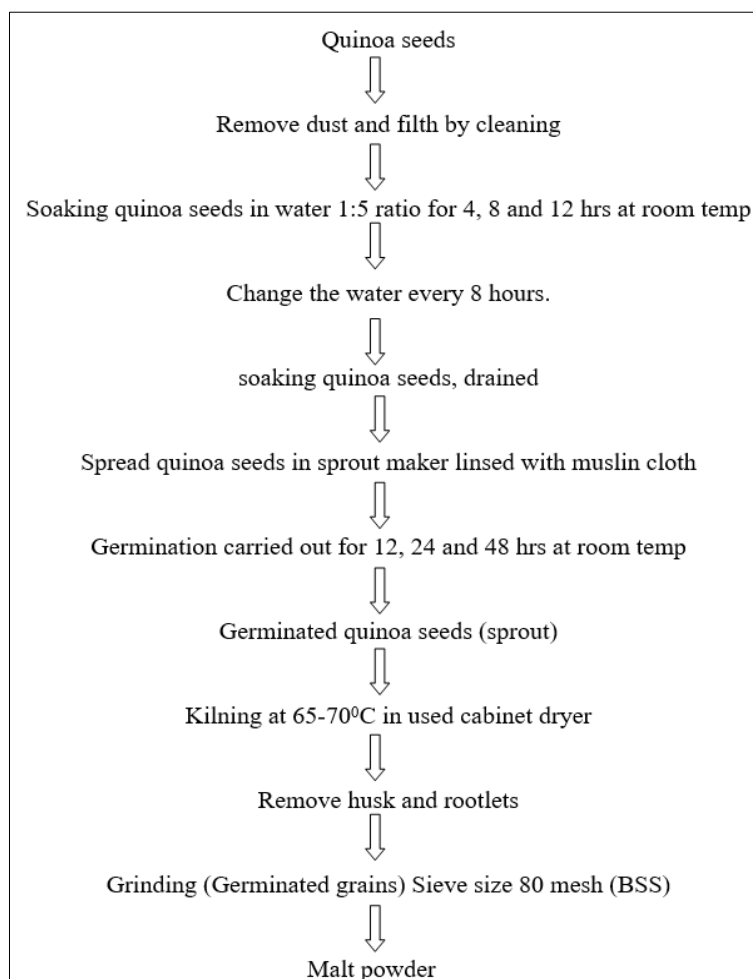 Quinoa seeds
Remove dust and filth by cleaning
Soaking quinoa seeds in water 1:5 ratio for 4, 8 and 12 hrs at room temp
Change the water every 8 hours.
soaking quinoa seeds, drained
Spread quinoa seeds in sprout maker linsed with muslin cloth
Germination carried out for 12, 24 and 48 hrs at room temp
Germinated quinoa seeds (sprout)
Kilning at 65-70⁰C in used cabinet dryer
Remove husk and rootlets
Grinding (Germinated grains) Sieve size 80 mesh (BSS)
Malt powder